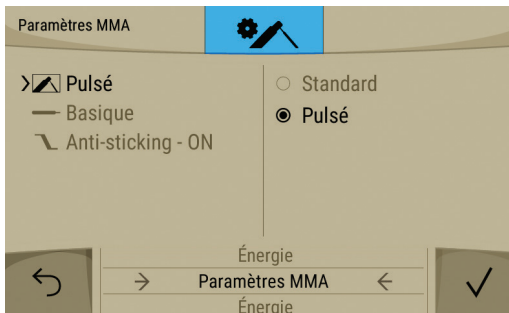 Paramètres MMA
Pulsé
Basique
Anti-sticking - ON
Standard
Pulsé
Énergie
Paramètres MMA
Énergie